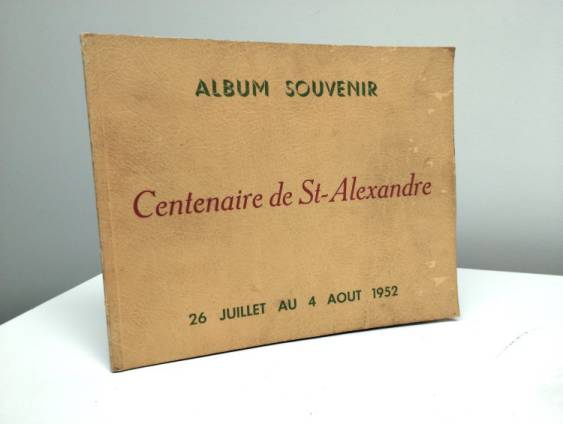 ALBUM SOUVENIR
Centenaire de St-Alexandre
26 JUILLET AU 4 AOUT 1952